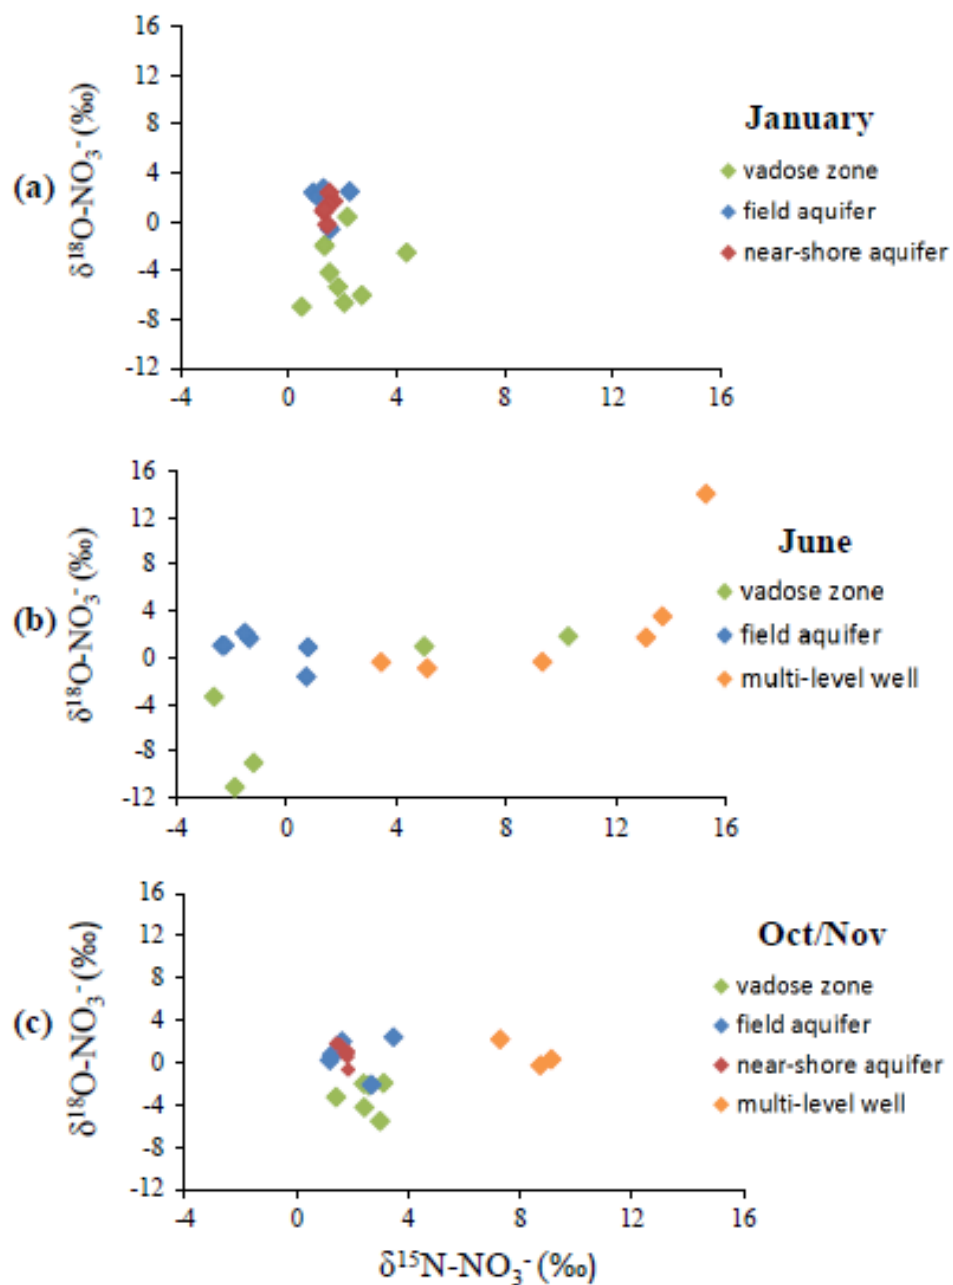 16
12
8
4
0
-4
-8
-12
δ18O-NO3- (‰)
(a)
-4 0 4 8 12 16
January
vadose zone
field aquifer
near-shore aquifer
16
12
8
4
0
-4
-8
-12
δ18O-NO3- (‰)
(b)
-4 0 4 8 12 16
June
vadose zone
field aquifer
multi-level well
16
12
8
4
0
-4
-8
-12
δ18O-NO3- (‰)
(c)
-4 0 4 8 12 16
Oct/Nov
vadose zone
field aquifer
near-shore aquifer
multi-level well
δ15N-NO3- (‰)